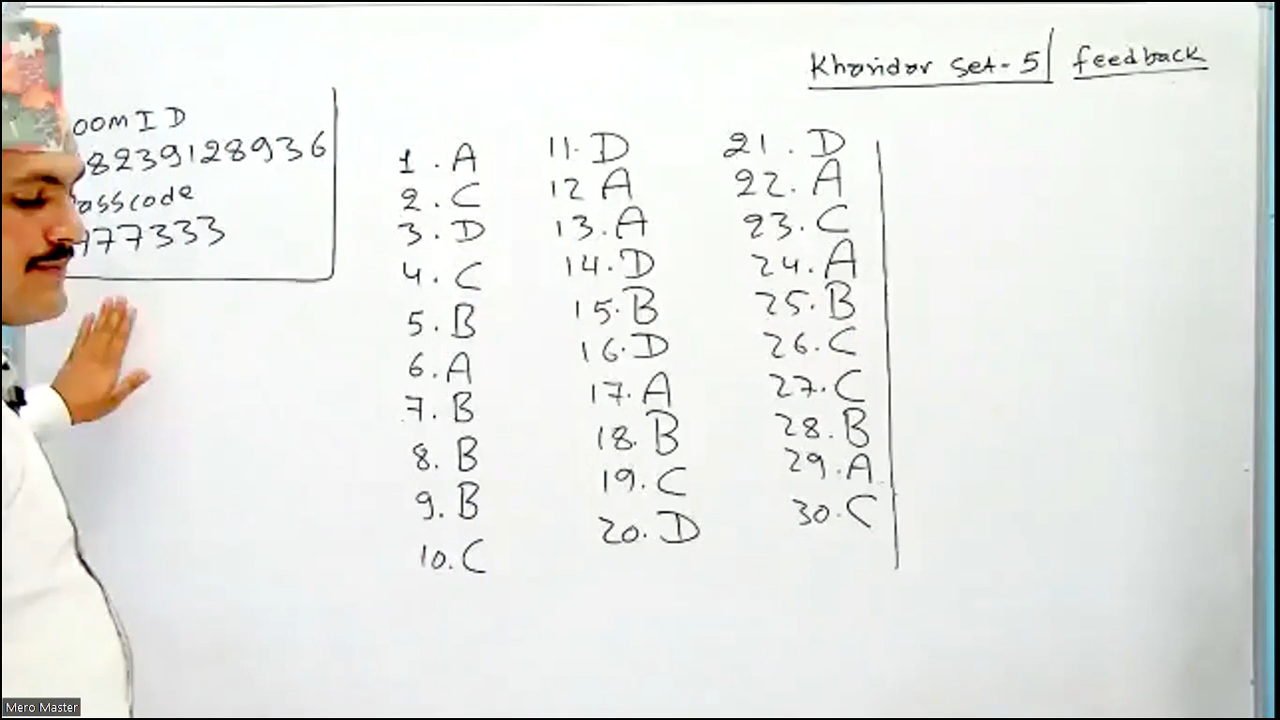 Kharidar set-5| feedback
OOM ID
8239128936
asscode
77333
1. A
2. C
3. D
4. C
5. B
6. A
7. B
8. B
9. B
10. C
11. D
12 A
13. A
14. D
15. B
16. D
17. A
18. B
19. C
20. D
21. D
22. A
23. C
24. A
25. B
26. C
27. C
28. B
29. A
30. C
Mero Master